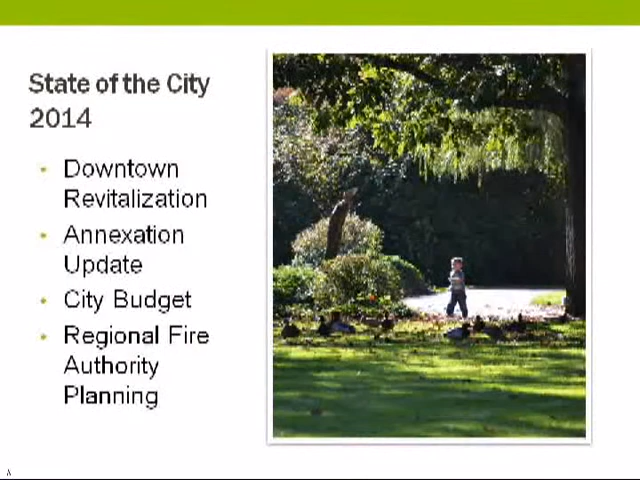 State of the City
2014
• Downtown
Revitalization
• Annexation
Update
• City Budget
• Regional Fire
Authority
Planning